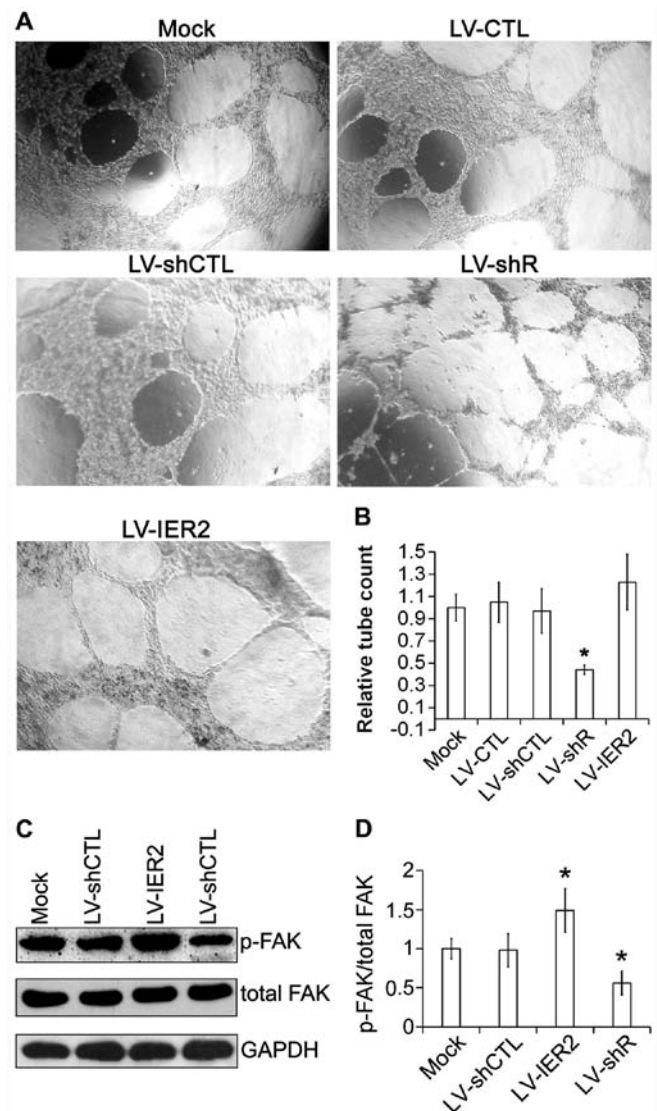 A
Mock
LV-CTL
LV-shCTL
LV-shR
LV-IER2
B
Relative tube count
1.5
1.3
1.1
0.9
0.7
0.5
0.3
0.1
-0.1
*
Mock
LV-CTL
LV-shCTL
LV-shR
LV-IER2
C
Mock
LV-shCTL
LV-IER2
LV-shCTL
p-FAK
total FAK
GAPDH
D
p-FAK/total FAK
2
1.5
1
0.5
0
*
*
Mock
LV-shCTL
LV-IER2
LV-shR